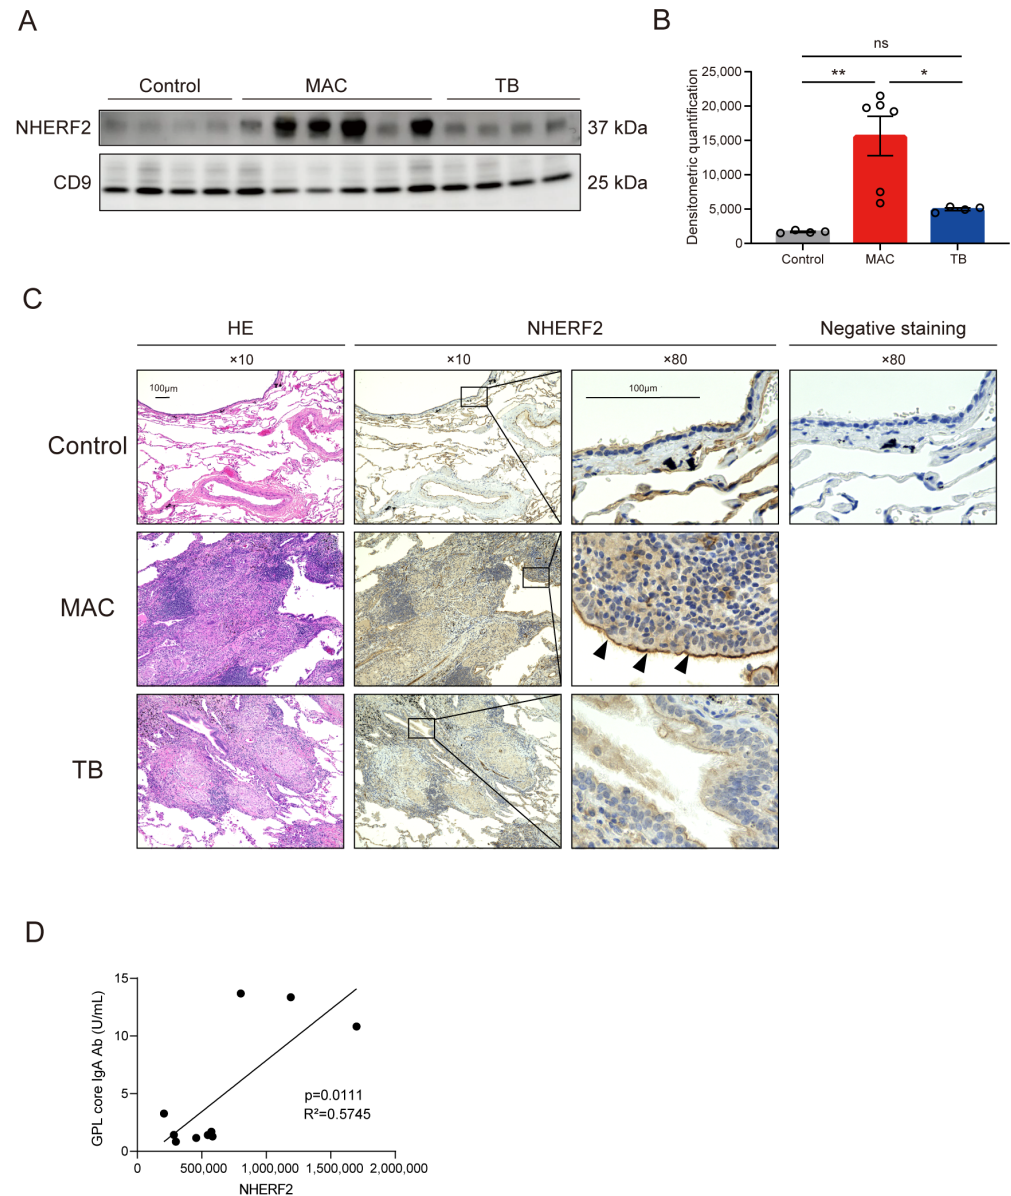 A
Control MAC TB
NHERF2 37 kDa
CD9 25 kDa
B
ns
** *
Densitometric quantification
25,000
20,000
15,000
10,000
5,000
0
Control MAC TB
C
HE NHERF2 Negative staining
×10 ×10 ×80 ×80
100μm 100μm
Control
MAC
TB
D
GPL core IgA Ab (U/mL)
15
10
5
0
p=0.0111
R²=0.5745
0 500,000 1,000,000 1,500,000 2,000,000
NHERF2